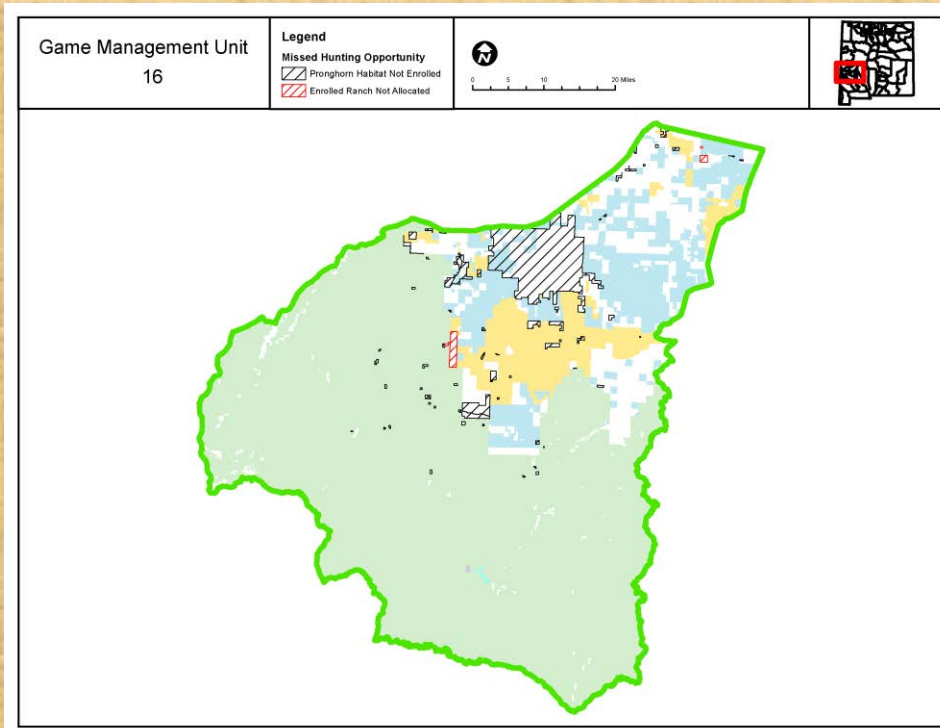 Game Management Unit
16
Legend
Missed Hunting Opportunity
Pronghorn Habitat Not Enrolled
Enrolled Ranch Not Allocated
N
0 5 10 20 Miles